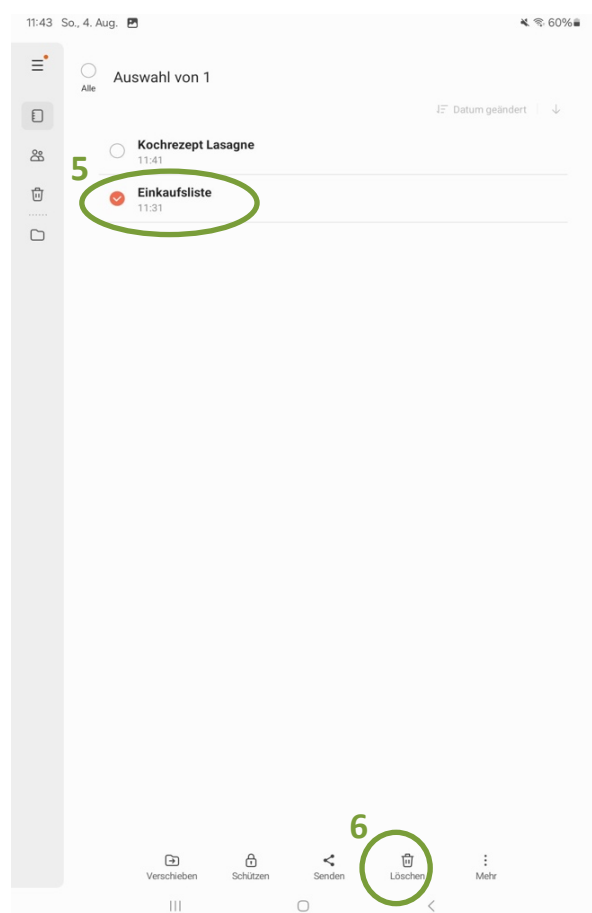 11:43 So., 4. Aug. 60%
Alle
Auswahl von 1
Datum geändert
5
Kochrezept Lasagne
11:41
Einkaufsliste
11:31
6
Verschieben Schützen Senden Löschen Mehr